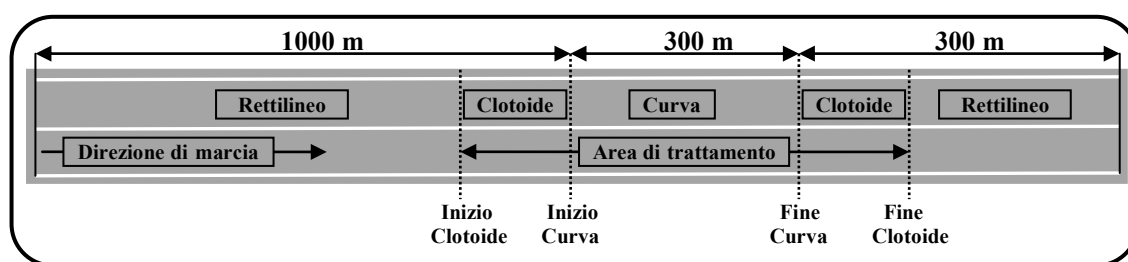 1000 m 300 m 300 m
Rettilineo Clotoide Curva Clotoide Rettilineo
Direzione di marcia Area di trattamento
Inizio Inizio Fine Fine
Clotoide Curva Curva Clotoide